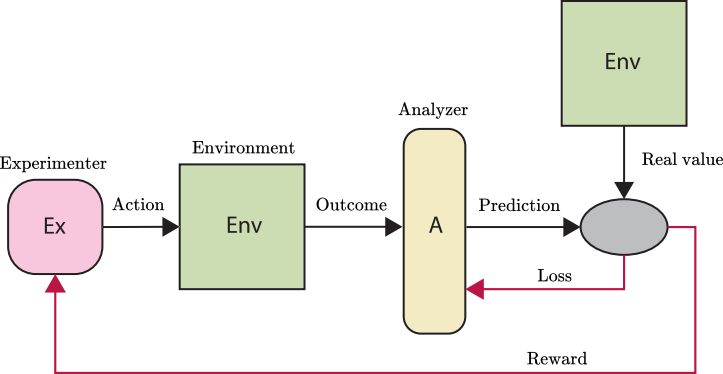 Env
Analyzer
Environment
Experimenter
Real value
Action
Outcome
Prediction
Ex
Env
A
Loss
Reward